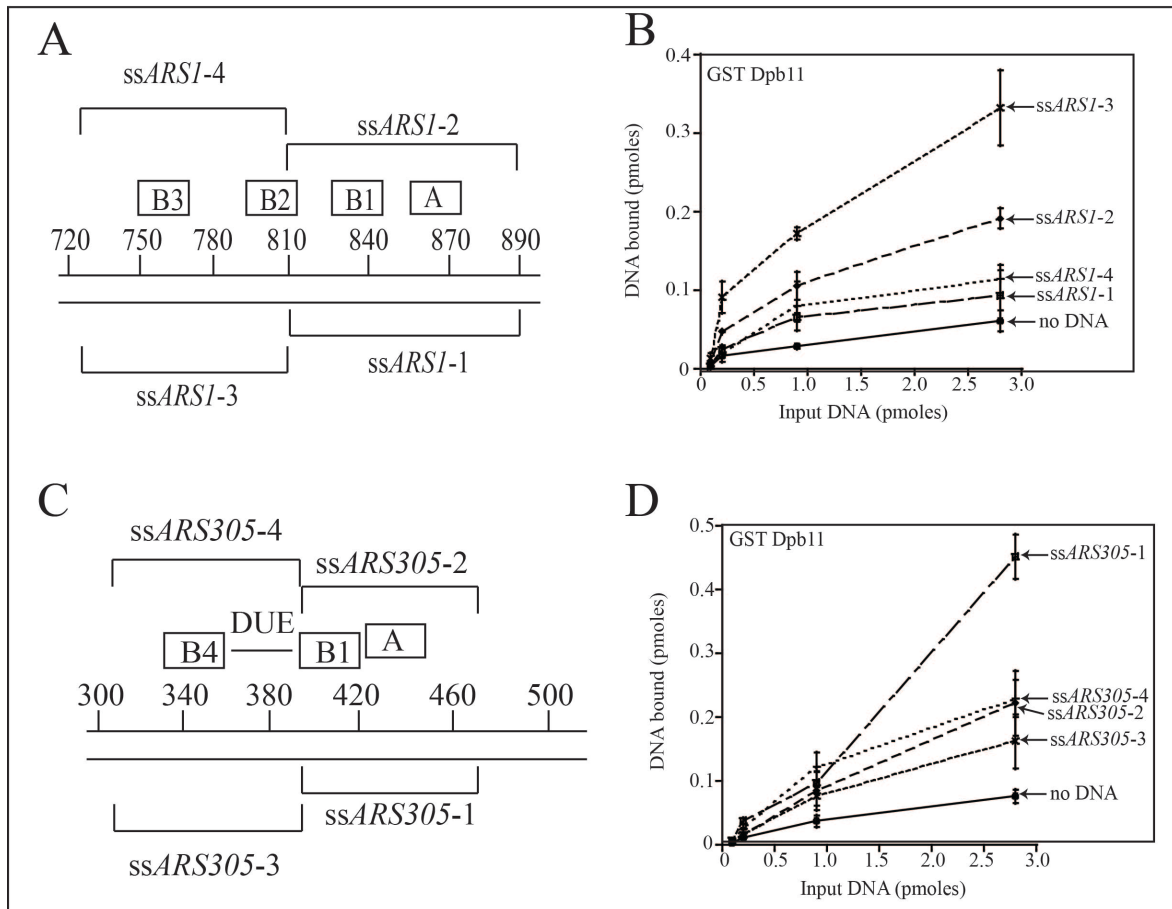 A
ssARS1-4
ssARS1-2
B3
B2
B1
A
720
750
780
810
840
870
890
ssARS1-3
ssARS1-1
B
GST Dpb11
DNA bound (pmoles)
0.4
0.3
0.2
0.1
0
0
0.5
1.0
1.5
2.0
2.5
3.0
Input DNA (pmoles)
ssARS1-3
ssARS1-2
ssARS1-4
ssARS1-1
no DNA
C
ssARS305-4
ssARS305-2
DUE
B4
B1
A
300
340
380
420
460
500
ssARS305-1
ssARS305-3
D
GST Dpb11
DNA bound (pmoles)
0.5
0.4
0.3
0.2
0.1
0
0
0.5
1.0
1.5
2.0
2.5
3.0
Input DNA (pmoles)
ssARS305-1
ssARS305-4
ssARS305-2
ssARS305-3
no DNA